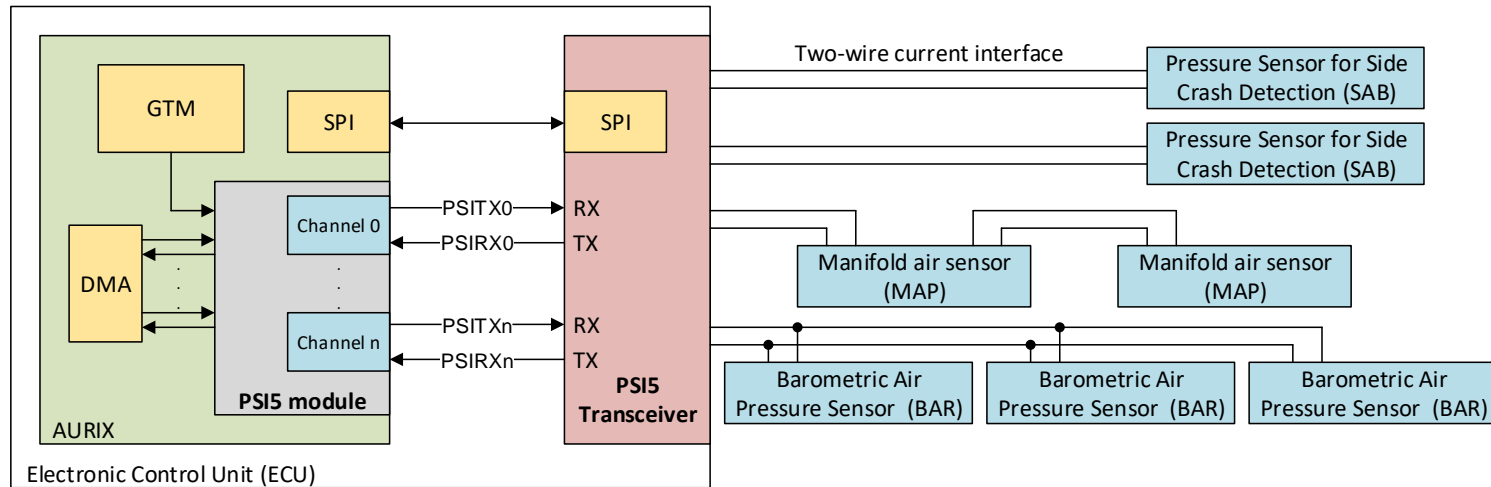 Two-wire current interface
Pressure Sensor for Side
Crash Detection (SAB)
GTM
SPI
SPI
Pressure Sensor for Side
Crash Detection (SAB)
Channel 0
PSITX0
RX
PSIRX0
TX
DMA
Manifold air sensor
(MAP)
Manifold air sensor
(MAP)
Channel n
PSITXn
RX
PSIRXn
TX
PSI5 module
PSI5
Transceiver
Barometric Air
Pressure Sensor (BAR)
Barometric Air
Pressure Sensor (BAR)
Barometric Air
Pressure Sensor (BAR)
AURIX
Electronic Control Unit (ECU)